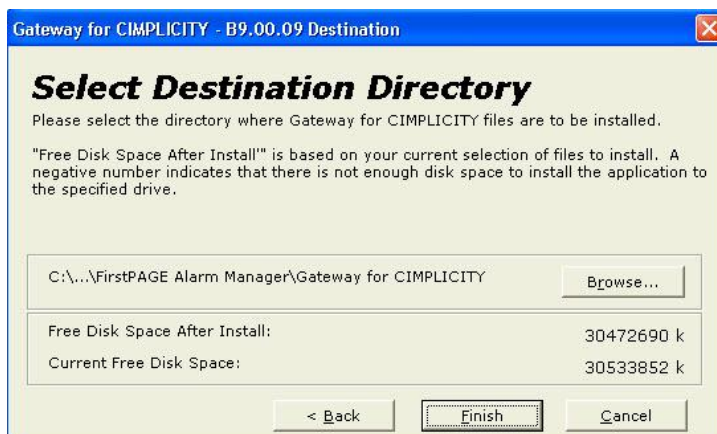 Gateway for CIMPLICITY - B9.00.09 Destination
Select Destination Directory
Please select the directory where Gateway for CIMPLICITY files are to be installed.
"Free Disk Space After Install'" is based on your current selection of files to install. A
negative number indicates that there is not enough disk space to install the application to
the specified drive.
C:\...\FirstPAGE Alarm Manager\Gateway for CIMPLICITY
Browse...
Free Disk Space After Install: 30472690 k
Current Free Disk Space: 30533852 k
< Back Finish Cancel